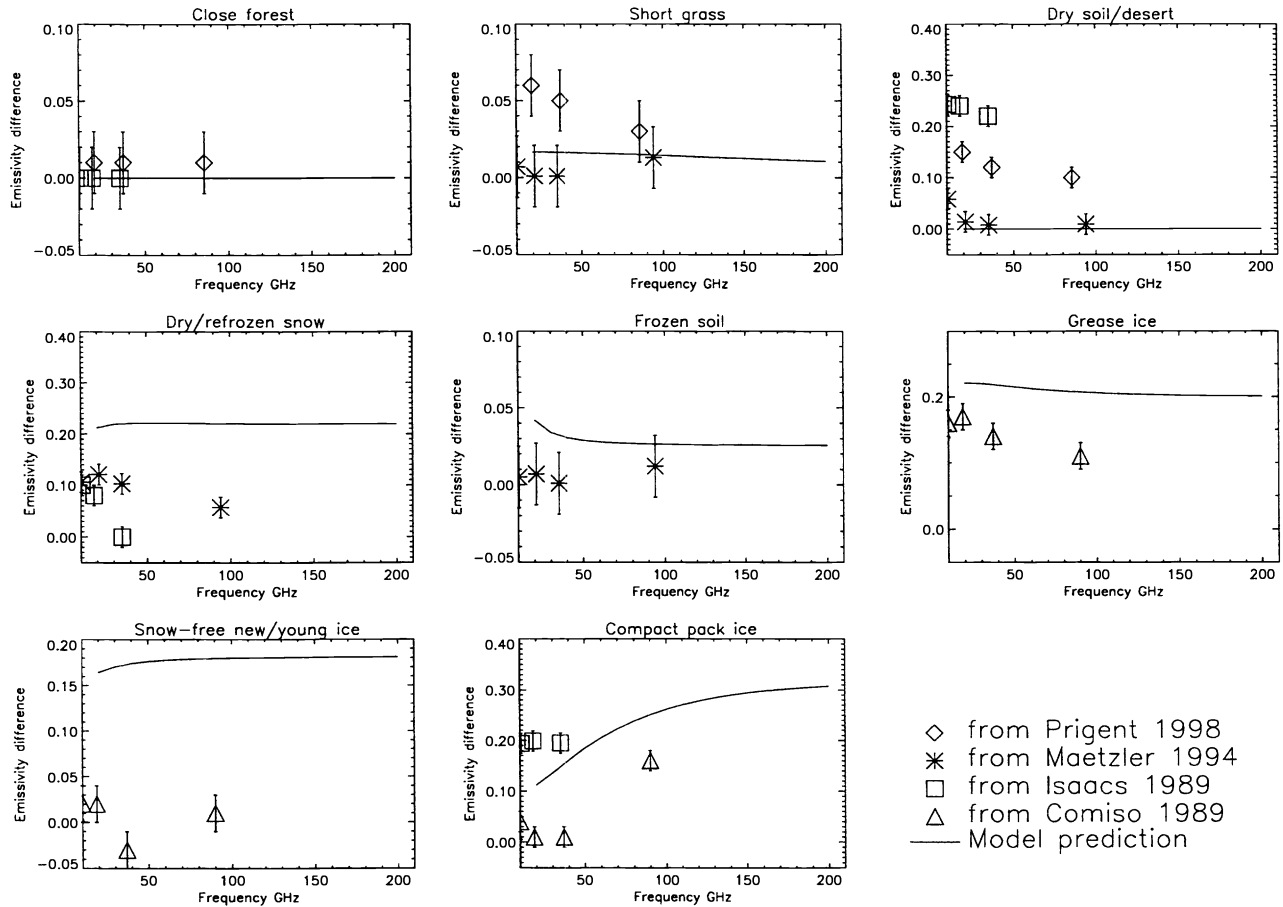 Close forest
0.10
0.05
0.00
−0.05
Emissivity difference
50
100
150
200
Frequency GHz
Short grass
0.10
0.05
0.00
−0.05
Emissivity difference
50
100
150
200
Frequency GHz
Dry soil/desert
0.40
0.30
0.20
0.10
0.00
Emissivity difference
50
100
150
200
Frequency GHz
Dry/refrozen snow
0.40
0.30
0.20
0.10
0.00
Emissivity difference
50
100
150
200
Frequency GHz
Frozen soil
0.10
0.05
0.00
−0.05
Emissivity difference
50
100
150
200
Frequency GHz
Grease ice
0.2
0.0
Emissivity difference
50
100
150
200
Frequency GHz
Snow−free new/young ice
0.20
0.15
0.10
0.05
0.00
−0.05
Emissivity difference
50
100
150
200
Frequency GHz
Compact pack ice
0.40
0.30
0.20
0.10
0.00
Emissivity difference
50
100
150
200
Frequency GHz
from Prigent 1998
from Maetzler 1994
from Isaacs 1989
from Comiso 1989
Model prediction